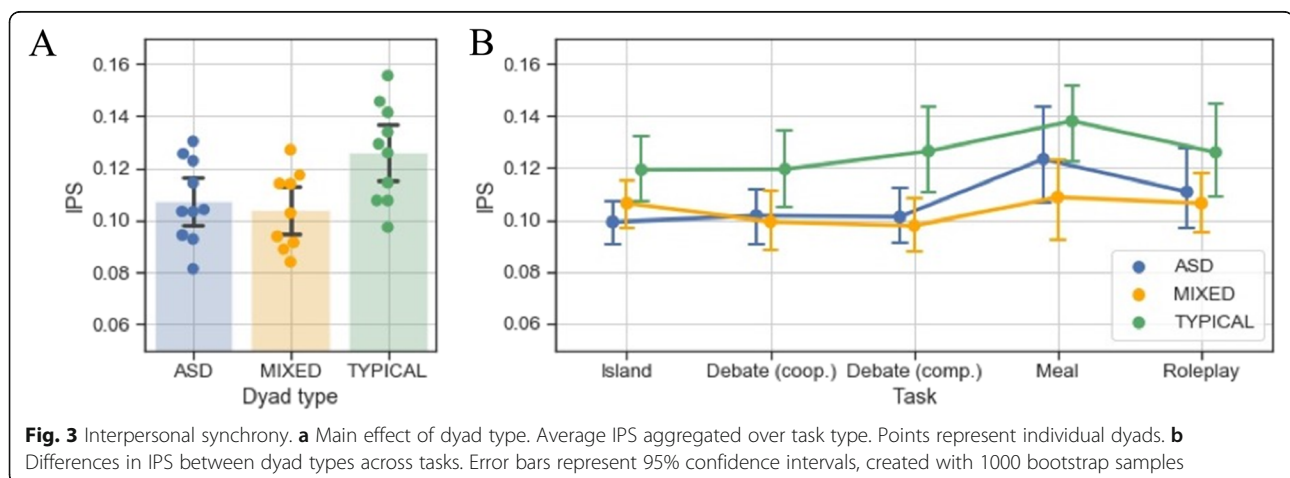 A
B
IPS
0.16
0.14
0.12
0.10
0.08
0.06
ASD MIXED TYPICAL
Dyad type
IPS
0.16
0.14
0.12
0.10
0.08
0.06
ASD
MIXED
TYPICAL
Island Debate (coop.) Debate (comp.) Meal Roleplay
Task
Fig. 3 Interpersonal synchrony. a Main effect of dyad type. Average IPS aggregated over task type. Points represent individual dyads. b
Differences in IPS between dyad types across tasks. Error bars represent 95% confidence intervals, created with 1000 bootstrap samples